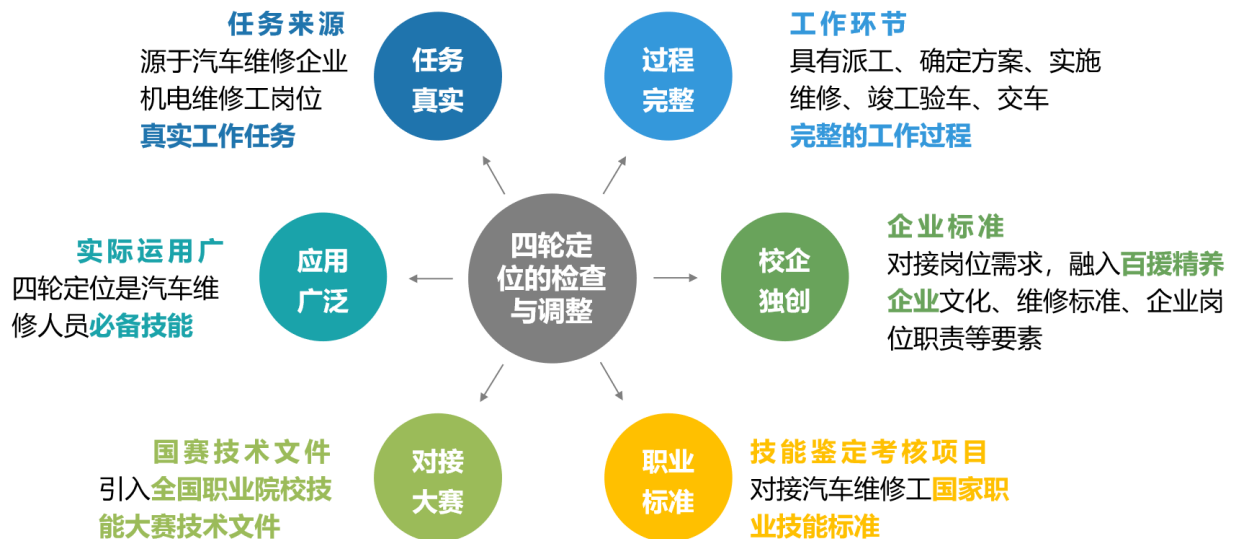 任务来源
源于汽车维修企业
机电维修工岗位
真实工作任务
任务
真实
过程
完整
工作环节
具有派工、确定方案、实施
维修、竣工验车、交车
完整的工作过程
实际运用广
四轮定位是汽车维
修人员必备技能
应用
广泛
四轮定
位的检查
与调整
校企
独创
企业标准
对接岗位需求，融入百援精养
企业文化、维修标准、企业岗
位职责等要素
国赛技术文件
引入全国职业院校技
能大赛技术文件
对接
大赛
职业
标准
技能鉴定考核项目
对接汽车维修工国家职
业技能标准